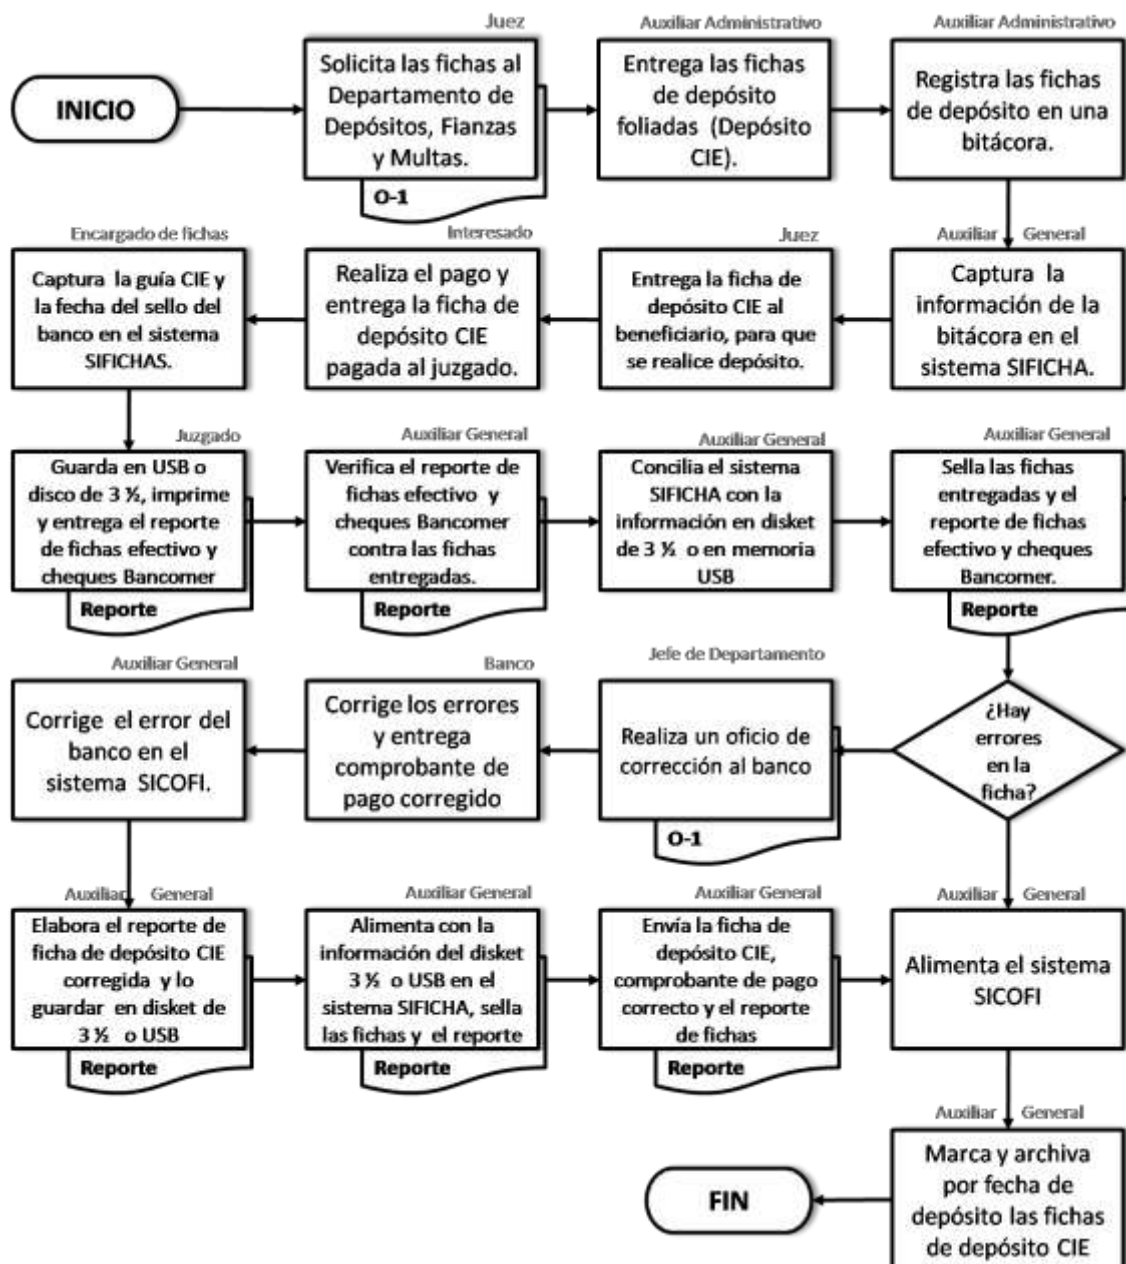 Juez
Auxiliar Administrativo
Auxiliar Administrativo
INICIO
Solicita las fichas al
Departamento de
Depósitos, Fianzas
y Multas.
O-1
Entrega las fichas
de depósito
foliadas (Depósito
CIE).
Registra las fichas
de depósito en una
bitácora.
Encargado de fichas
Interesado
Juez
Auxiliar General
Captura la guía CIE y
la fecha del sello del
banco en el sistema
SIFICHAS.
Realiza el pago y
entrega la ficha de
depósito CIE
pagada al juzgado.
Entrega la ficha de
depósito CIE al
beneficiario, para que
se realice depósito.
Captura la
información de la
bitácora en el
sistema SIFICHA.
Juzgado
Auxiliar General
Auxiliar General
Auxiliar General
Guarda en USB o
disco de 3 ½, imprime
y entrega el reporte
de fichas efectivo y
cheques Bancomer
Reporte
Verifica el reporte de
fichas efectivo y
cheques Bancomer
contra las fichas
entregadas.
Reporte
Concilia el sistema
SIFICHA con la
información en disket
de 3 ½ o en memoria
USB
Sella las fichas
entregadas y el
reporte de fichas
efectivo y cheques
Bancomer.
Reporte
Auxiliar General
Banco
Jefe de Departamento
Corrige el error del
banco en el
sistema SICOFI.
Corrige los errores
y entrega
comprobante de
pago corregido
Realiza un oficio de
corrección al banco
O-1
¿Hay
errores
en la
ficha?
Auxiliar General
Auxiliar General
Auxiliar General
Auxiliar General
Elabora el reporte de
ficha de depósito CIE
corregida y lo
guardar en disket de
3 ½ o USB
Reporte
Alimenta con la
información del disket
3 ½ o USB en el
sistema SIFICHA, sella
las fichas y el reporte
Reporte
Envía la ficha de
depósito CIE,
comprobante de pago
correcto y el reporte
de fichas
Reporte
Alimenta el sistema
SICOFI
Auxiliar General
FIN
Marca y archiva
por fecha de
depósito las fichas
de depósito CIE